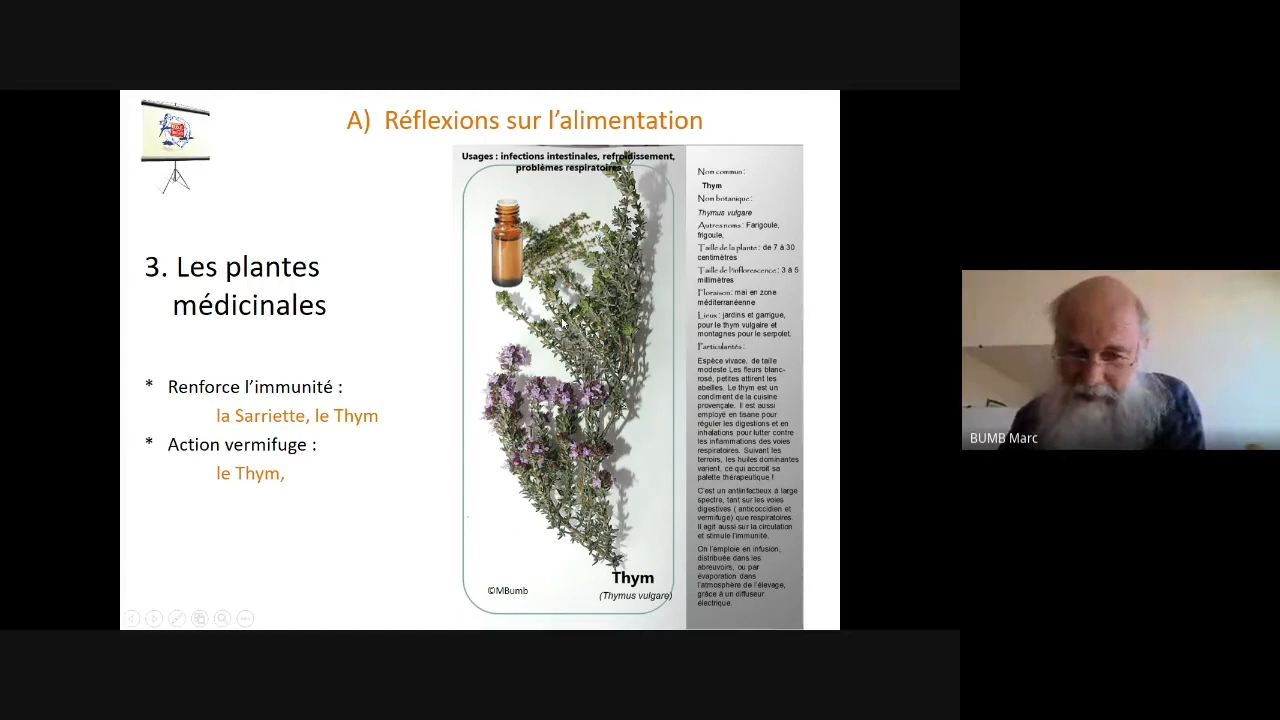 A) Réflexions sur l'alimentation
3. Les plantes
médicinales
* Renforce l'immunité :
la Sarriette, le Thym
* Action vermifuge :
le Thym,
Usages : infections intestinales, refroidissement,
problèmes respiratoires
Thym
(Thymus vulgare)
©MBumb
Nom commun :
Thym
Nom botanique :
Thymus vulgare
Autres noms : Farigoule,
frigoule,
Taille de la plante : de 7 à 30
centimètres
Taille de l'inflorescence : 3 à 5
millimètres
Floraison : mai en zone
méditerranéenne
Lieux : jardins et garrigue,
pour le thym vulgaire et
montagnes pour le serpolet.
Particularités :
Espèce vivace, de taille
modeste Les fleurs blanc-
rosé, petites attirent les
abeilles. Le thym est un
condiment de la cuisine
provençale. Il est aussi
employé en tisane pour
réguler les digestions et en
inhalations pour lutter contre
les inflammations des voies
respiratoires. Suivant les
terroirs, les huiles dominantes
varient, ce qui accroit sa
palette thérapeutique !
C'est un antiinfectieux à large
spectre, tant sur les voies
digestives ( anticoccidien et
vermifuge) que respiratoires.
Il agit aussi sur la circulation
et stimule l'immunité.
On l'emploie en infusion,
distribuée dans les
abreuvoirs, ou par
évaporation dans
l'atmosphère de l'élevage,
grâce à un diffuseur
électrique.
BUMB Marc